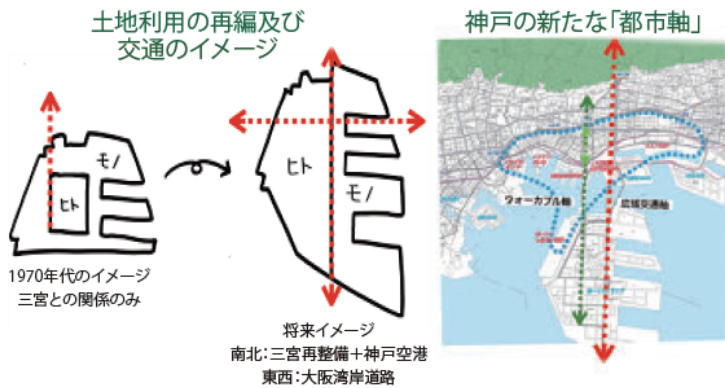 土地利用の再編及び
交通のイメージ
神戸の新たな「都市軸」
モノ
ヒト
ヒト
モノ
1970年代のイメージ
三宮との関係のみ
将来イメージ
南北：三宮再整備＋神戸空港
東西：大阪湾岸道路
ウォーカブル軸
広域交通軸